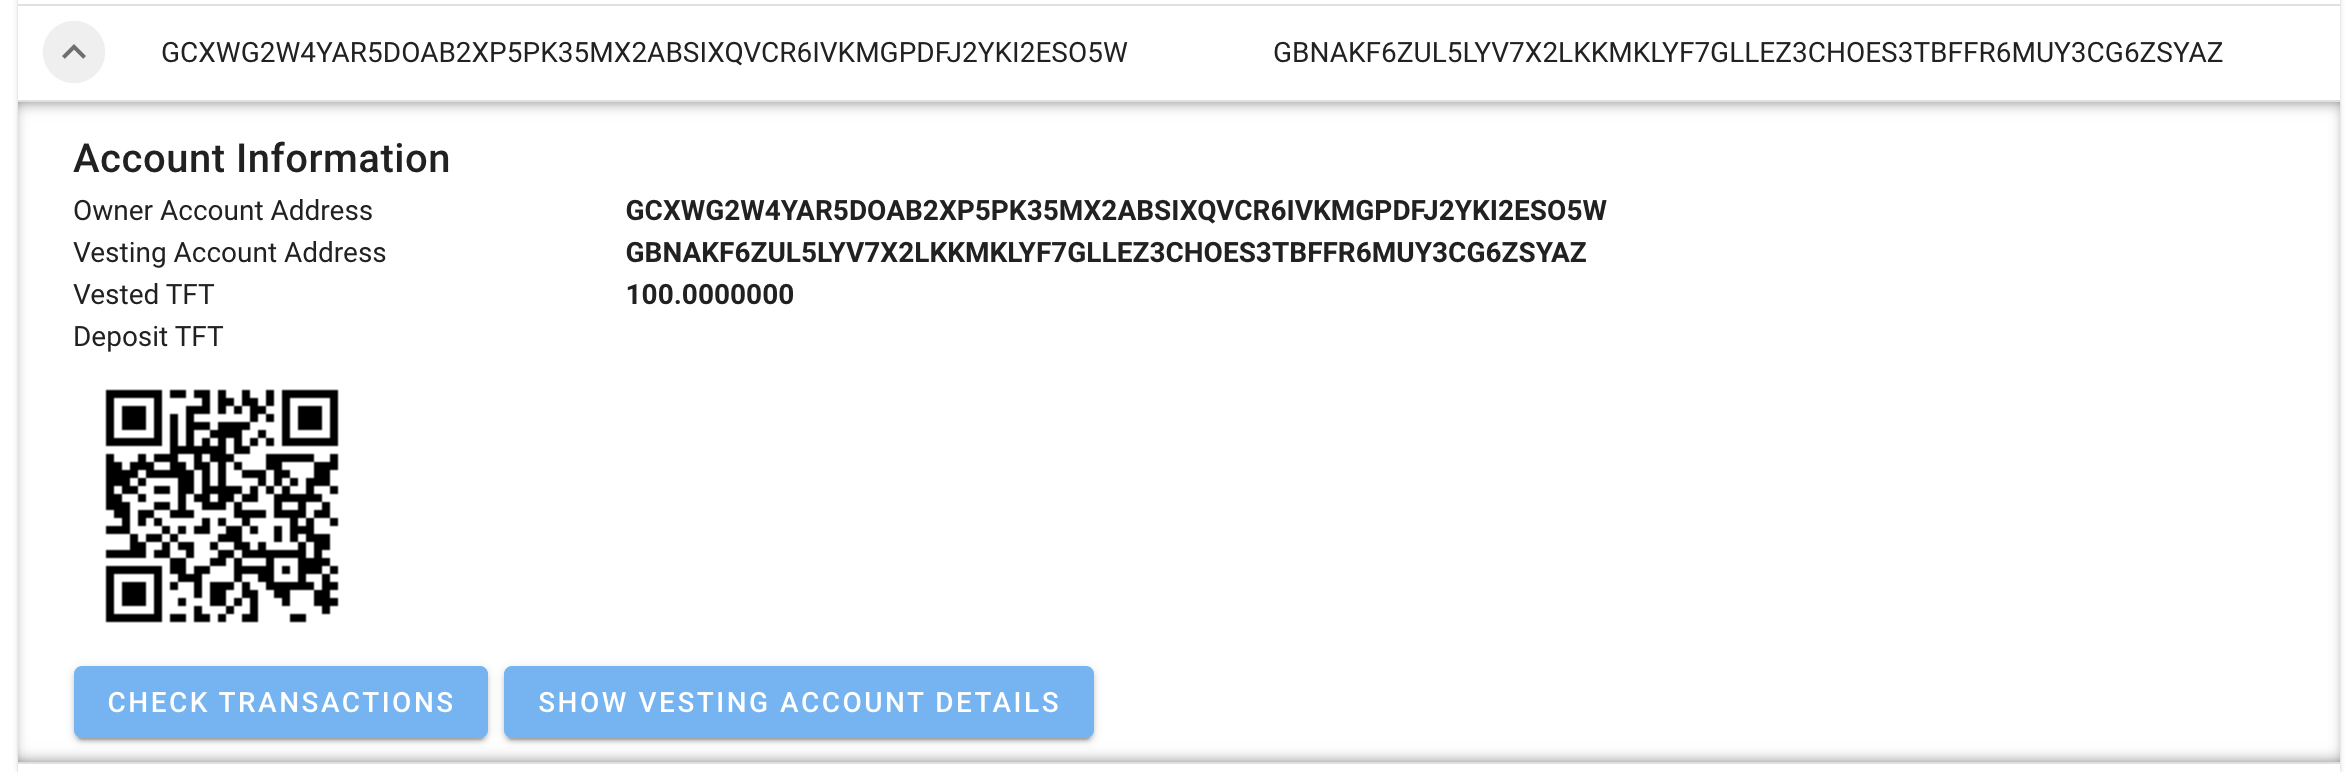 GCXWG2W4YAR5DOAB2XP5PK35MX2ABSIXQVCR6IVKMGPDFJ2YKI2ESO5W GBNAKF6ZUL5LYV7X2LKKMKLYF7GLLEZ3CHOES3TBFFR6MUY3CG6ZSYAZ
Account Information
Owner Account Address GCXWG2W4YAR5DOAB2XP5PK35MX2ABSIXQVCR6IVKMGPDFJ2YKI2ESO5W
Vesting Account Address GBNAKF6ZUL5LYV7X2LKKMKLYF7GLLEZ3CHOES3TBFFR6MUY3CG6ZSYAZ
Vested TFT 100.0000000
Deposit TFT
CHECK TRANSACTIONS SHOW VESTING ACCOUNT DETAILS